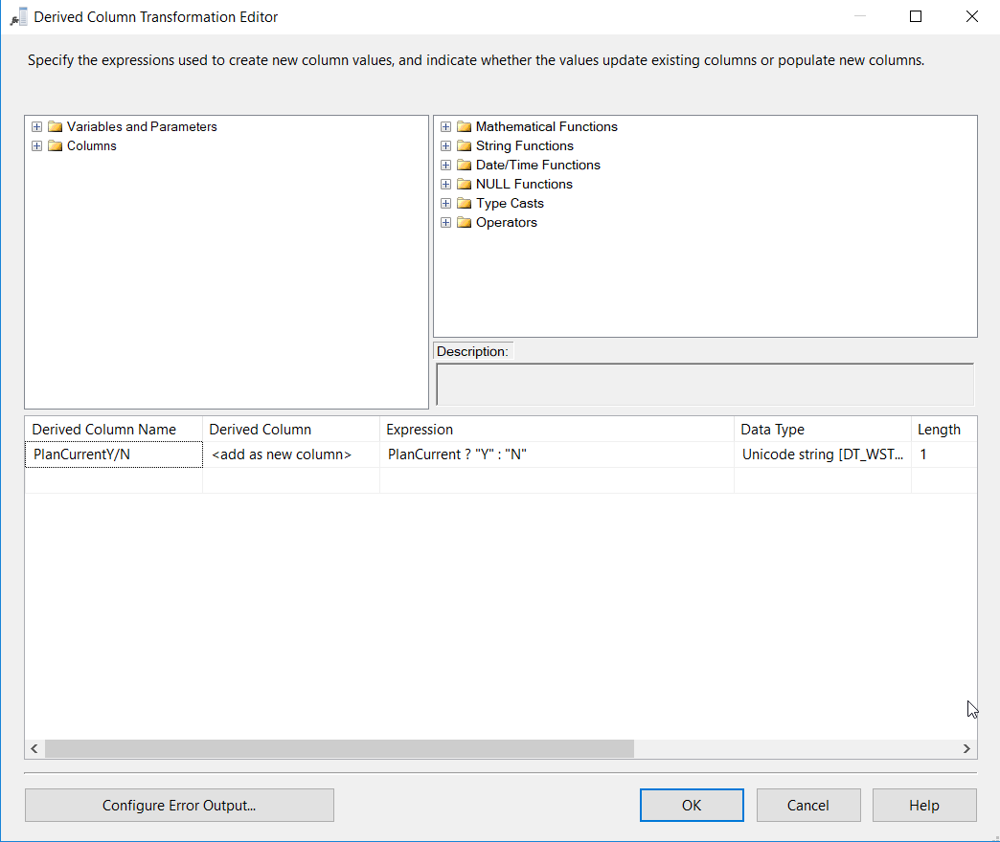 Derived Column Transformation Editor
Specify the expressions used to create new column values, and indicate whether the values update existing columns or populate new columns.
Variables and Parameters
Columns
Mathematical Functions
String Functions
Date/Time Functions
NULL Functions
Type Casts
Operators
Description:
Derived Column Name Derived Column Expression Data Type Length
PlanCurrentY/N <add as new column> PlanCurrent ? "Y" : "N" Unicode string [DT_WST... 1
Configure Error Output... OK Cancel Help